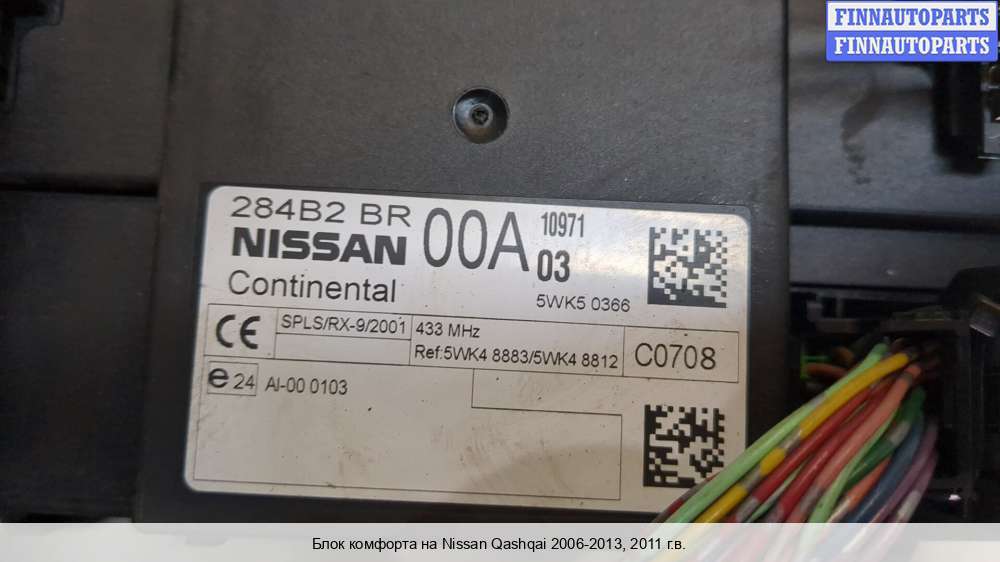 FINNAUTOPARTS
FINNAUTOPARTS
284B2 BR 00A 10971
NISSAN 03
Continental 5WK5 0366
CE SPLS/RX-9/2001 433 MHz
Ref:5WK4 8883/5WK4 8812 C0708
e 24 AI-00 0103
Блок комфорта на Nissan Qashqai 2006-2013, 2011 г.в.